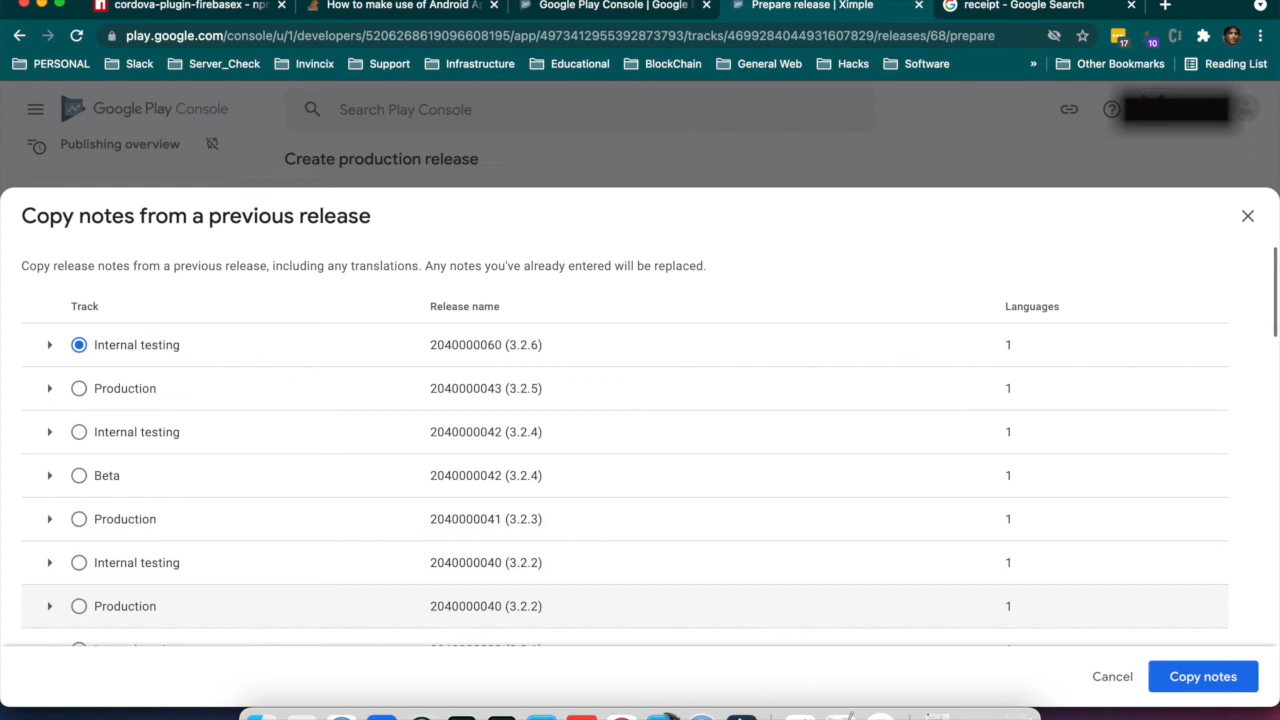 cordova-plugin-firebasex - npr
How to make use of Android Ap
Google Play Console | Google P
Prepare release | Ximple
receipt - Google Search
play.google.com/console/u/1/developers/5206268619096608195/app/4973412955392873793/tracks/4699284044931607829/releases/68/prepare
17
10
PERSONAL
Slack
Server_Check
Invincix
Support
Infrastructure
Educational
BlockChain
General Web
Hacks
Software
»
Other Bookmarks
Reading List
Google Play Console
Search Play Console
Publishing overview
Create production release
Copy notes from a previous release
Copy release notes from a previous release, including any translations. Any notes you've already entered will be replaced.
Track Release name Languages
Internal testing 2040000060 (3.2.6) 1
Production 2040000043 (3.2.5) 1
Internal testing 2040000042 (3.2.4) 1
Beta 2040000042 (3.2.4) 1
Production 2040000041 (3.2.3) 1
Internal testing 2040000040 (3.2.2) 1
Production 2040000040 (3.2.2) 1
Cancel
Copy notes